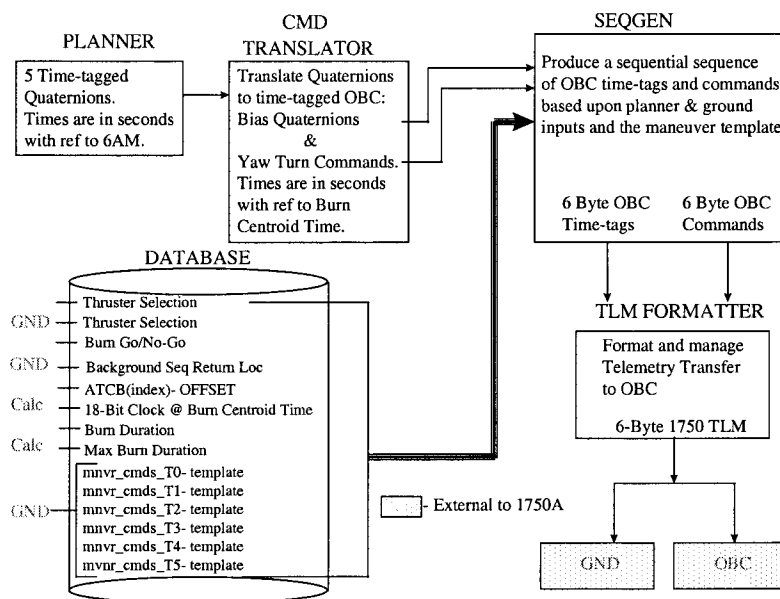 PLANNER
5 Time-tagged
Quaternions.
Times are in seconds
with ref to 6AM.
CMD
TRANSLATOR
Translate Quaternions
to time-tagged OBC:
Bias Quaternions
&
Yaw Turn Commands.
Times are in seconds
with ref to Burn
Centroid Time.
SEQGEN
Produce a sequential sequence
of OBC time-tags and commands
based upon planner & ground
inputs and the maneuver template
6 Byte OBC
Time-tags
6 Byte OBC
Commands
DATABASE
Thruster Selection
GND
Thruster Selection
Burn Go/No-Go
GND
Background Seq Return Loc
ATCB(index)- OFFSET
Calc
18-Bit Clock @ Burn Centroid Time
Burn Duration
Calc
Max Burn Duration
mnvr_cmds_T0- template
mnvr_cmds_T1- template
GND
mnvr_cmds_T2- template
mnvr_cmds_T3- template
mnvr_cmds_T4- template
mvnr_cmds_T5- template
- External to 1750A
TLM FORMATTER
Format and manage
Telemetry Transfer
to OBC
6-Byte 1750 TLM
GND
OBC